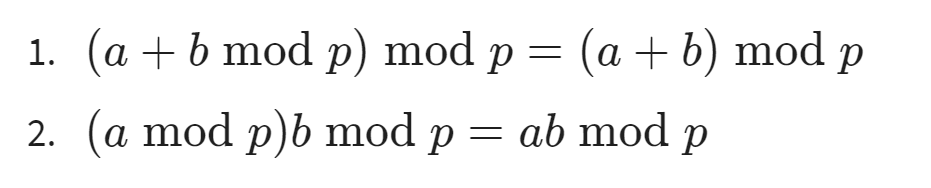 1. (a + b mod p) mod p = (a + b) mod p
2. (a mod p)b mod p = ab mod p